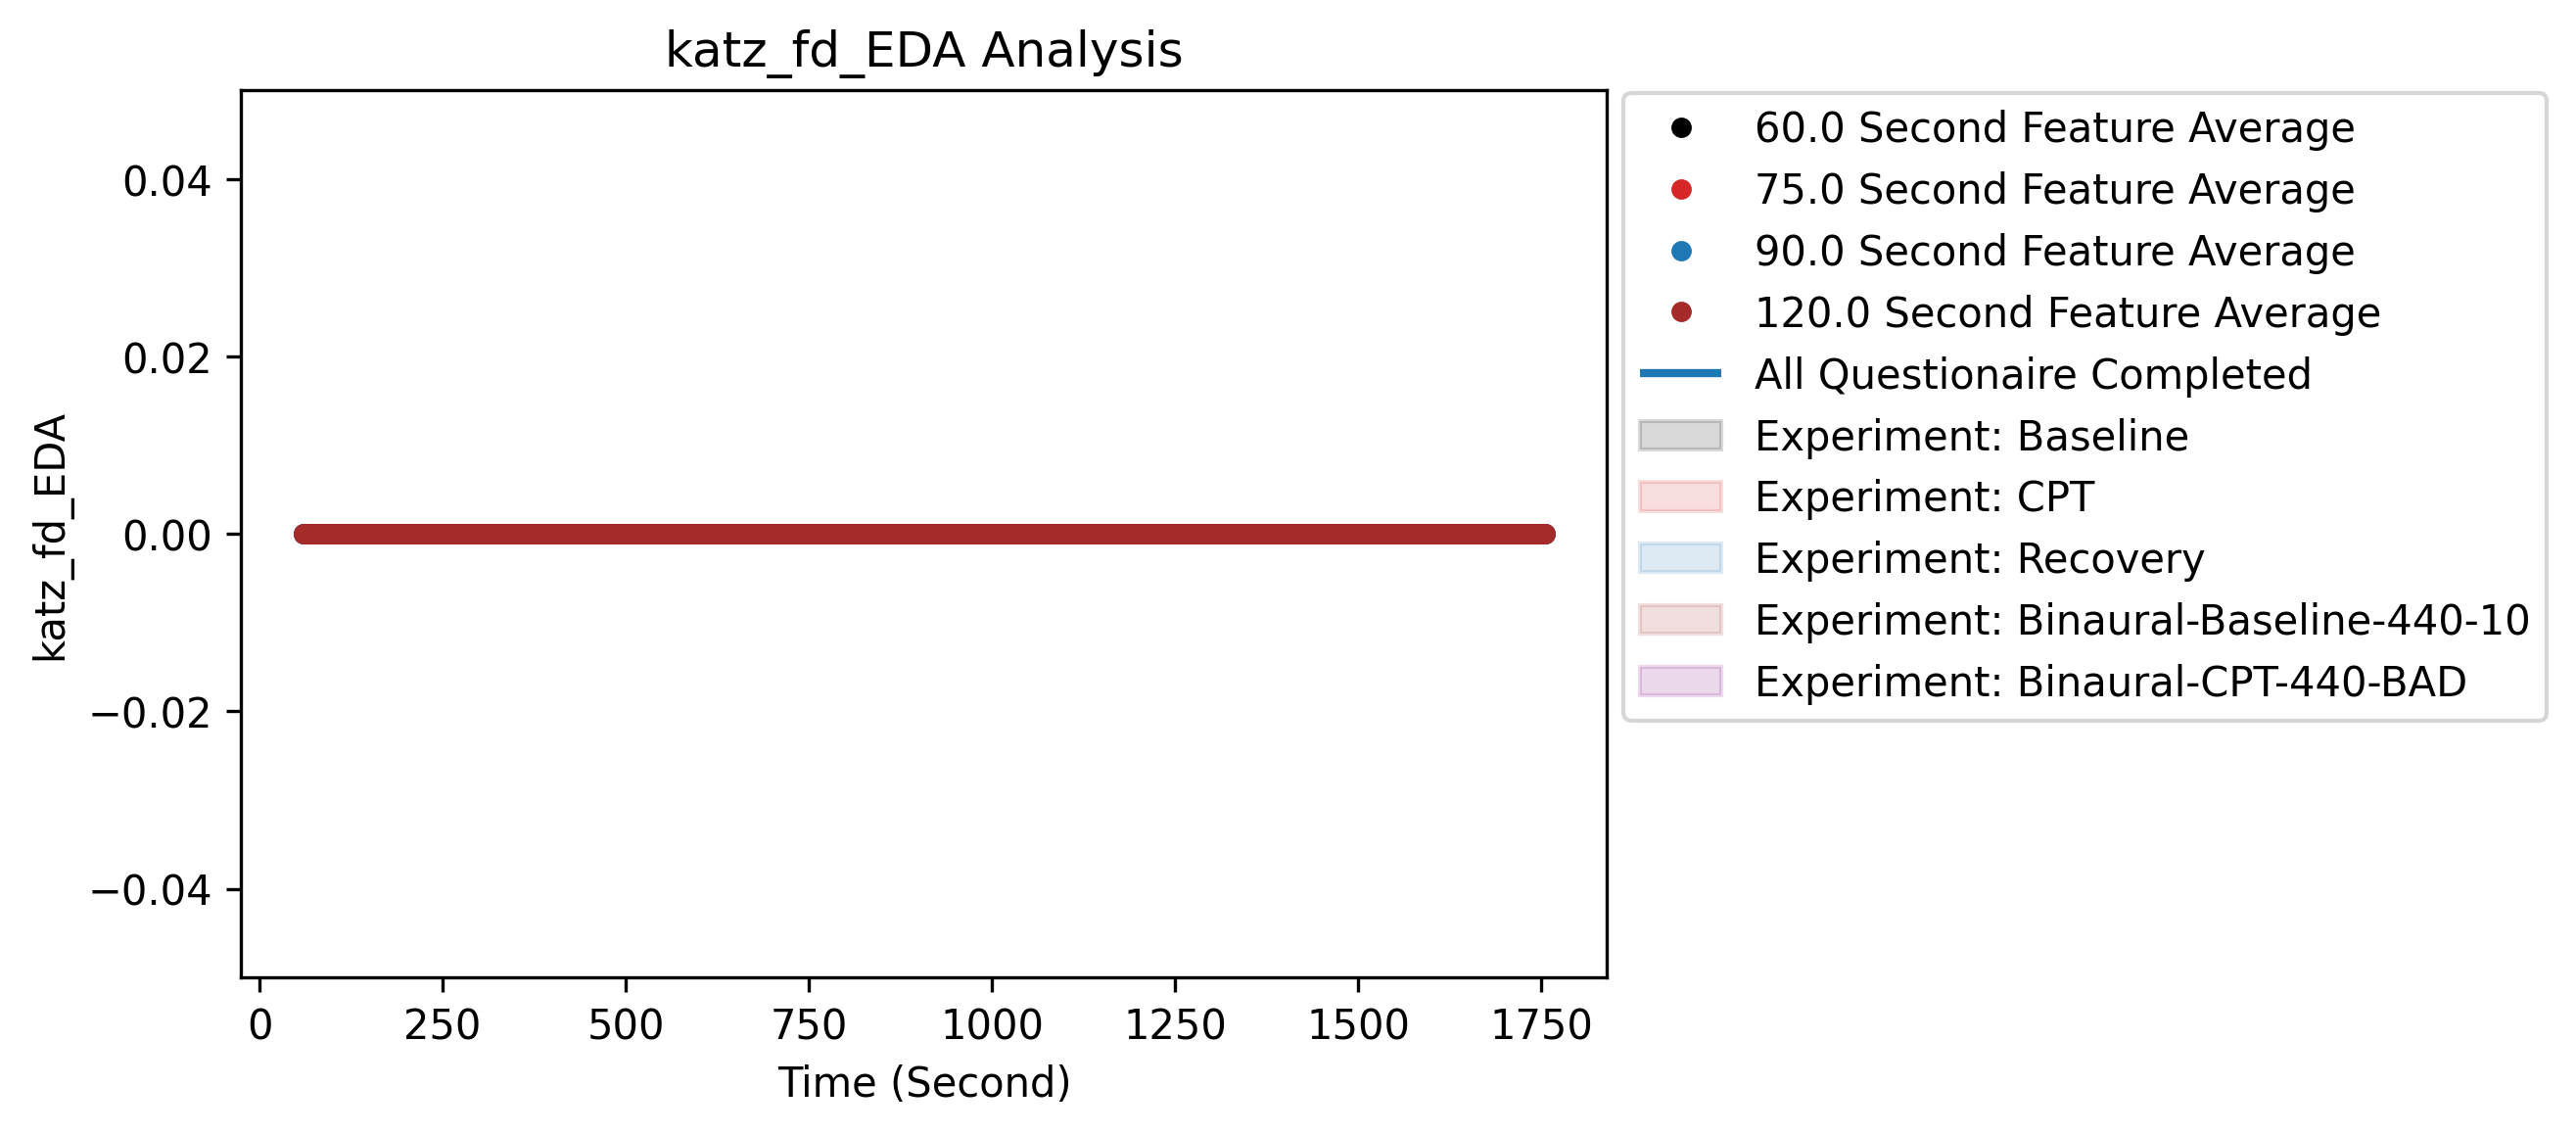 katz_fd_EDA Analysis
60.0 Second Feature Average
75.0 Second Feature Average
90.0 Second Feature Average
120.0 Second Feature Average
All Questionaire Completed
Experiment: Baseline
Experiment: CPT
Experiment: Recovery
Experiment: Binaural-Baseline-440-10
Experiment: Binaural-CPT-440-BAD
katz_fd_EDA
0.04
0.02
0.00
−0.02
−0.04
0 250 500 750 1000 1250 1500 1750
Time (Second)